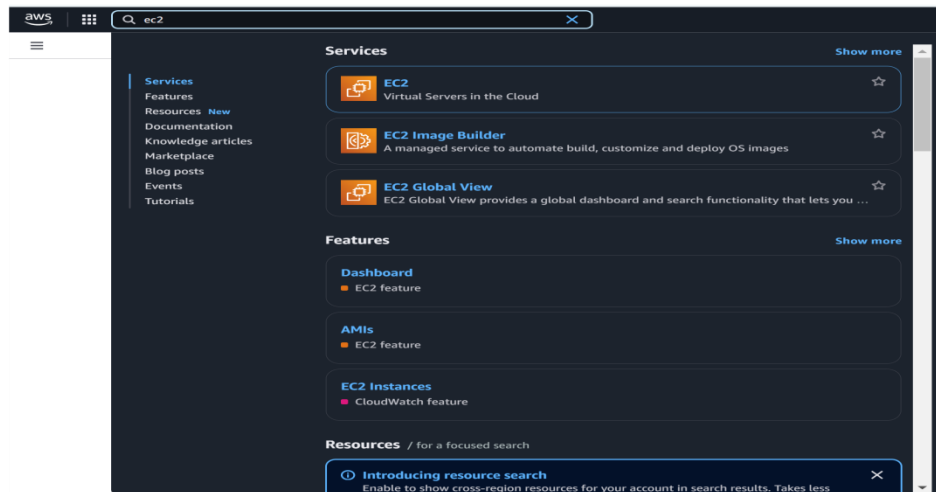 aws
ec2
Services
Features
Resources New
Documentation
Knowledge articles
Marketplace
Blog posts
Events
Tutorials
Services
Show more
EC2
Virtual Servers in the Cloud
EC2 Image Builder
A managed service to automate build, customize and deploy OS images
EC2 Global View
EC2 Global View provides a global dashboard and search functionality that lets you ...
Features
Show more
Dashboard
EC2 feature
AMIs
EC2 feature
EC2 Instances
CloudWatch feature
Resources / for a focused search
Introducing resource search
Enable to show cross-region resources for your account in search results. Takes less